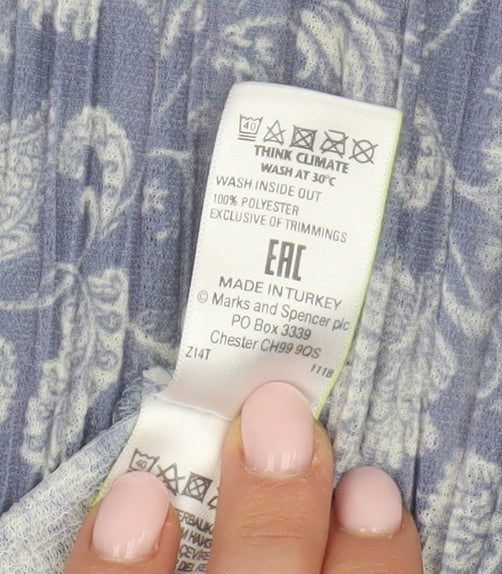 40
THINK CLIMATE
WASH AT 30°C
WASH INSIDE OUT
100% POLYESTER
EXCLUSIVE OF TRIMMINGS
EAC
MADE IN TURKEY
© Marks and Spencer plc
PO Box 3339
Chester CH99 9QS
Z14T 1118
40